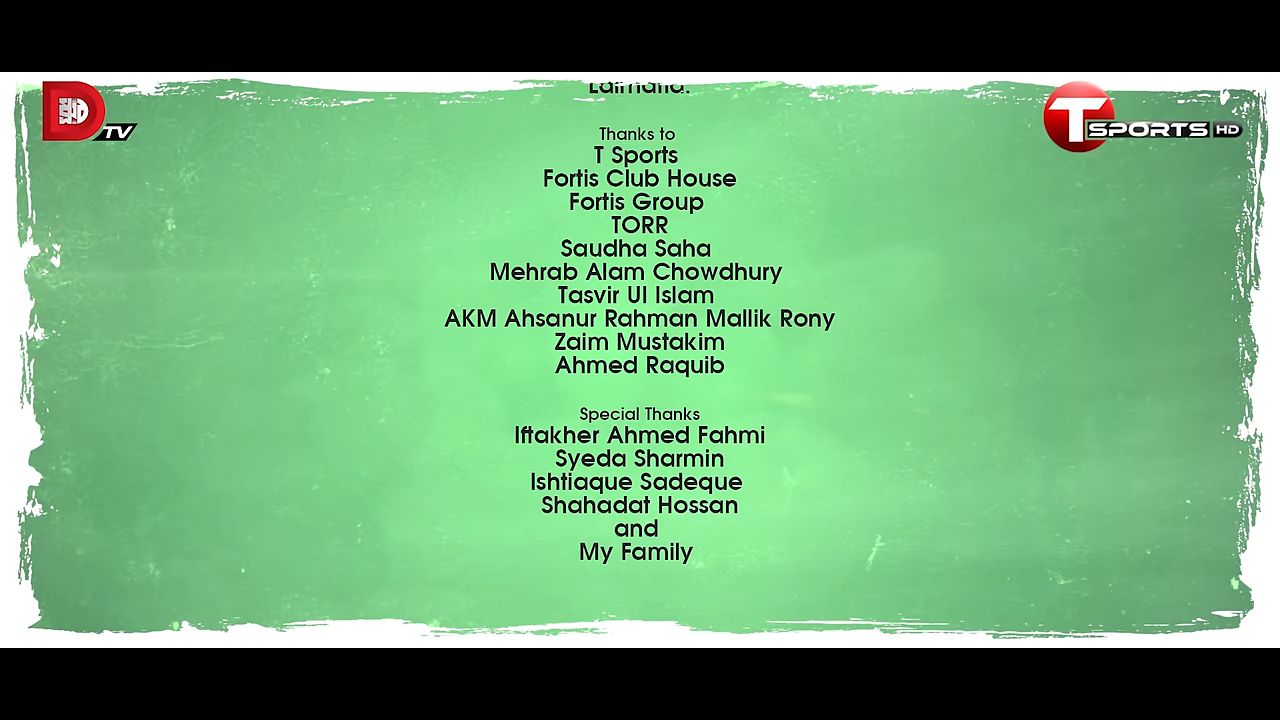 TV
T SPORTS HD
Lalmatia.
Thanks to
T Sports
Fortis Club House
Fortis Group
TORR
Saudha Saha
Mehrab Alam Chowdhury
Tasvir Ul Islam
AKM Ahsanur Rahman Mallik Rony
Zaim Mustakim
Ahmed Raquib
Special Thanks
Iftakher Ahmed Fahmi
Syeda Sharmin
Ishtiaque Sadeque
Shahadat Hossan
and
My Family